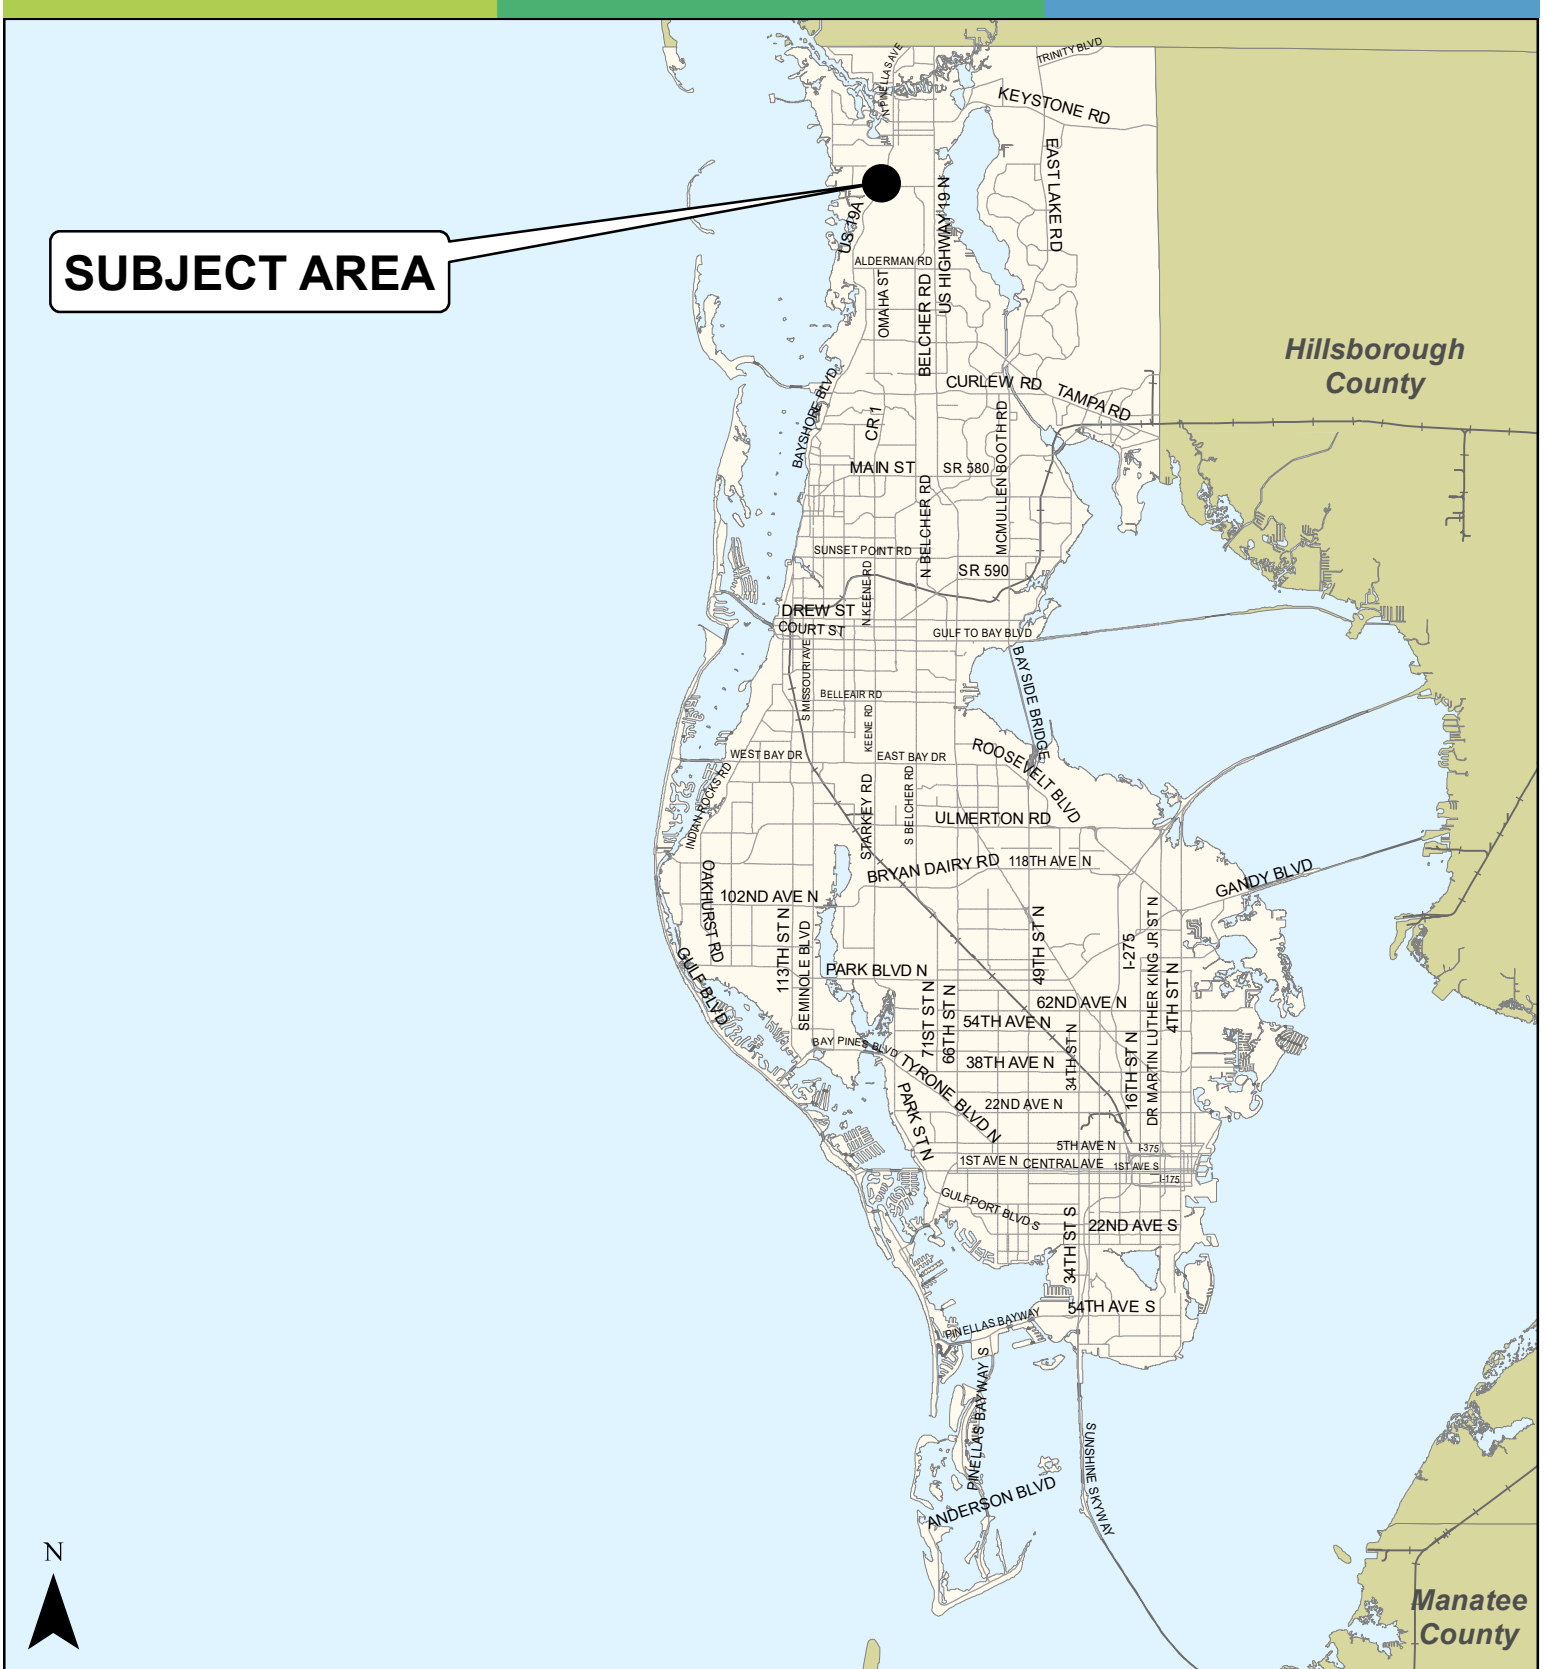 TRINITY BLVD
N PINELLAS AVE
KEYSTONE RD
EAST LAKE RD
US HIGHWAY 19 N
US 19A
SUBJECT AREA
ALDERMAN RD
OMAHA ST
BELCHER RD
Hillsborough
County
CURLEW RD
TAMPA RD
BAYSHORE BLVD
CR 1
MCMULLEN BOOTH RD
MAIN ST
SR 580
N BELCHER RD
SUNSET POINT RD
SR 590
N KEENE RD
DREW ST
COURT ST
GULF TO BAY BLVD
S MISSOURI AVE
BAYSIDE BRIDGE
BELLEAIR RD
KEENE RD
WEST BAY DR
EAST BAY DR
ROOSEVELT BLVD
INDIAN ROCKS RD
STARKEY RD
S BELCHER RD
ULMERTON RD
BRYAN DAIRY RD
118TH AVE N
GANDY BLVD
OAKHURST RD
102ND AVE N
113TH ST N
SEMINOLE BLVD
49TH ST N
I-275
DR MARTIN LUTHER KING JR ST N
4TH ST N
GULF BLVD
PARK BLVD N
71ST ST N
66TH ST N
62ND AVE N
54TH AVE N
BAY PINES BLVD
TYRONE BLVD N
38TH AVE N
34TH ST N
16TH ST N
PARK ST N
22ND AVE N
5TH AVE N
I-375
1ST AVE N
CENTRAL AVE
1ST AVE S
I-175
GULFPORT BLVD S
34TH ST S
22ND AVE S
54TH AVE S
PINELLAS BAYWAY
PINELLAS BAYWAY S
SUNSHINE SKYWAY
ANDERSON BLVD
N
Manatee
County